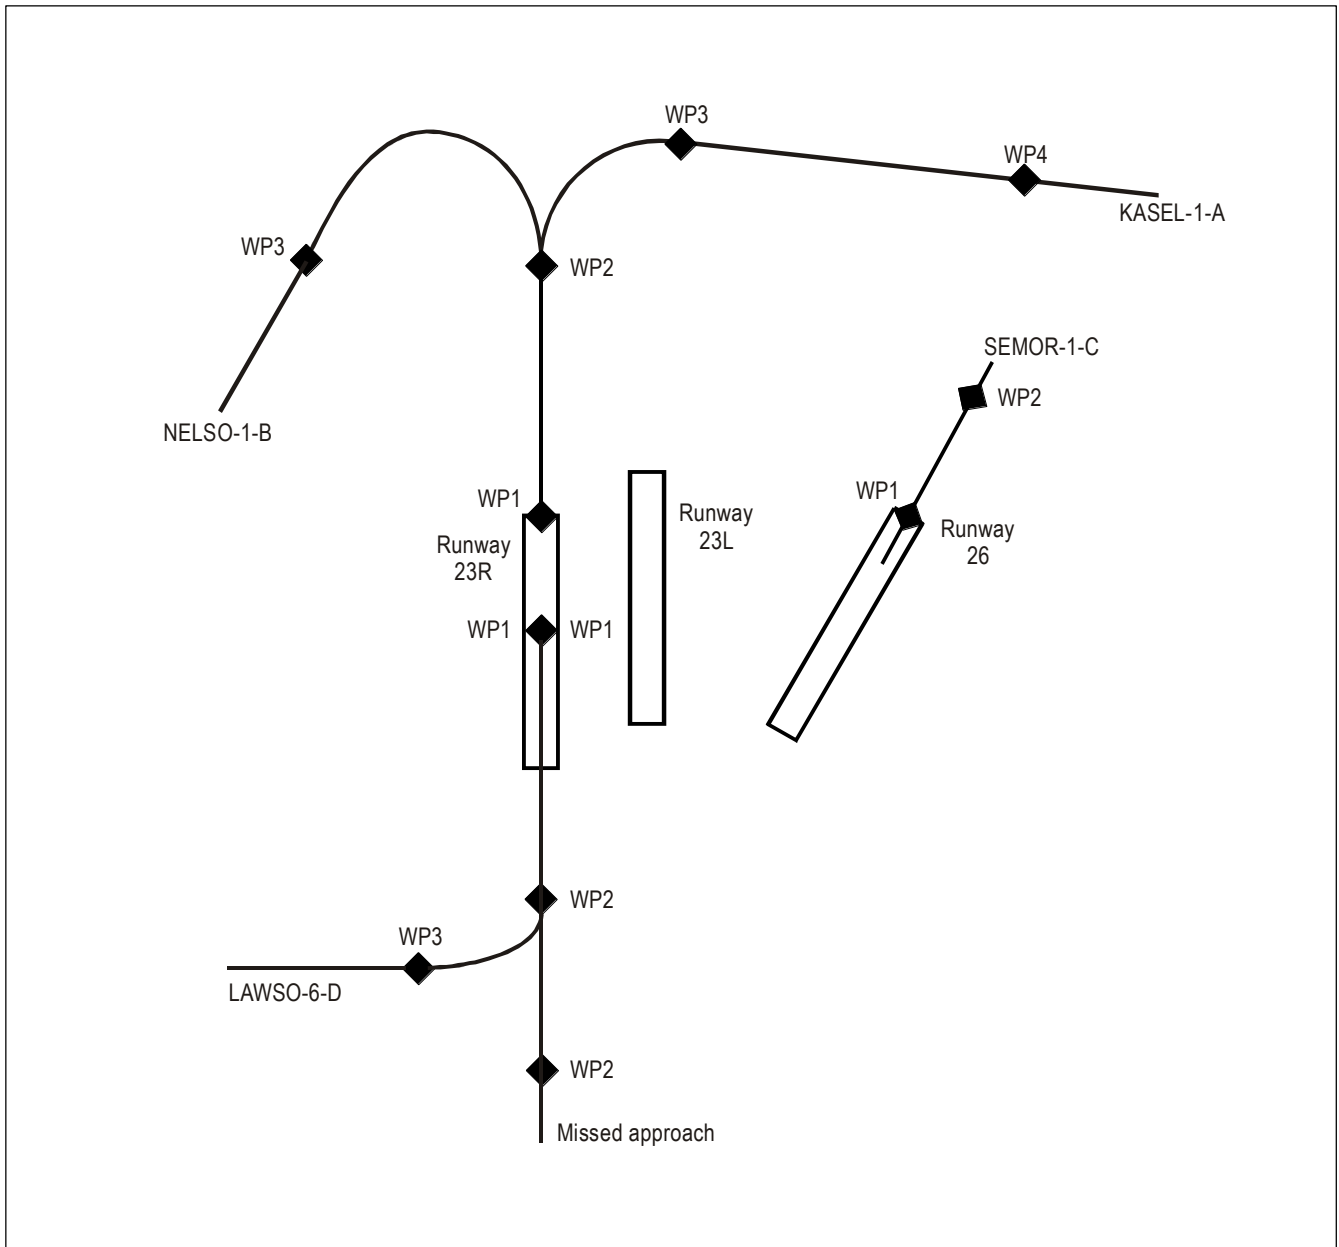 WP3
WP4
KASEL-1-A
WP3
WP2
SEMOR-1-C
WP2
NELSO-1-B
WP1
WP1
Runway
23L
Runway
26
Runway
23R
WP1
WP1
WP2
WP3
LAWSO-6-D
WP2
Missed approach